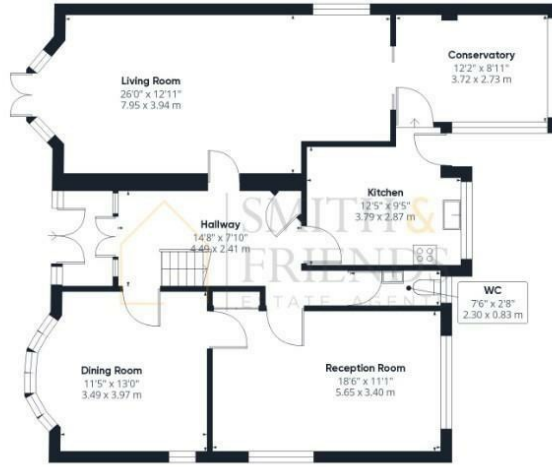 Living Room
26'0" x 12'11"
7.95 x 3.94 m
Conservatory
12'2" x 8'11"
3.72 x 2.73 m
Kitchen
12'5" x 9'5"
3.79 x 2.87 m
Hallway
14'8" x 7'10"
4.49 x 2.41 m
SMITH &
FRIENDS
ESTATE AGENTS
WC
7'6" x 2'8"
2.30 x 0.83 m
Dining Room
11'5" x 13'0"
3.49 x 3.97 m
Reception Room
18'6" x 11'1"
5.65 x 3.40 m